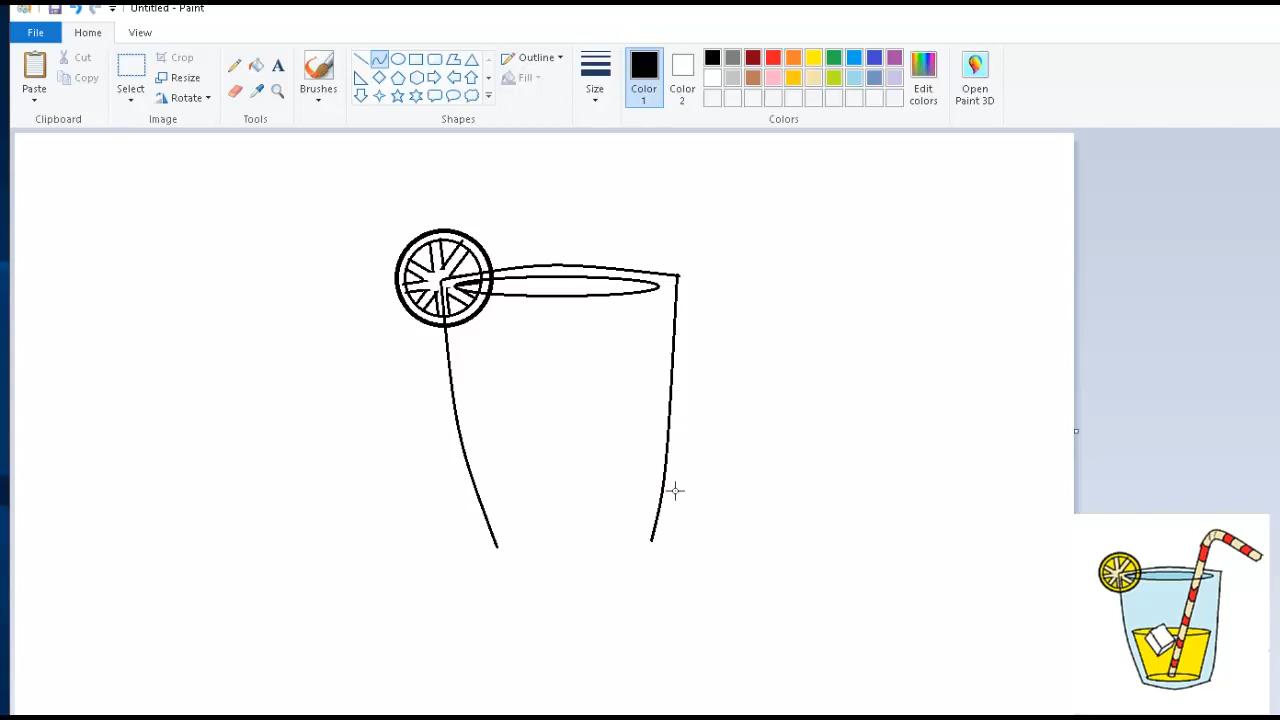 Untitled - Paint
File Home View
Cut
Copy
Paste
Clipboard
Crop
Resize
Rotate
Select
Image
Tools
Brushes
Outline
Fill
Shapes
Size
Color
1
Color
2
Edit
colors
Colors
Open
Paint 3D